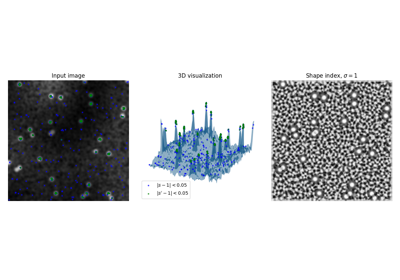 Input image
3D visualization
Shape index, σ = 1
|s − 1| < 0.05
|s' − 1| < 0.05